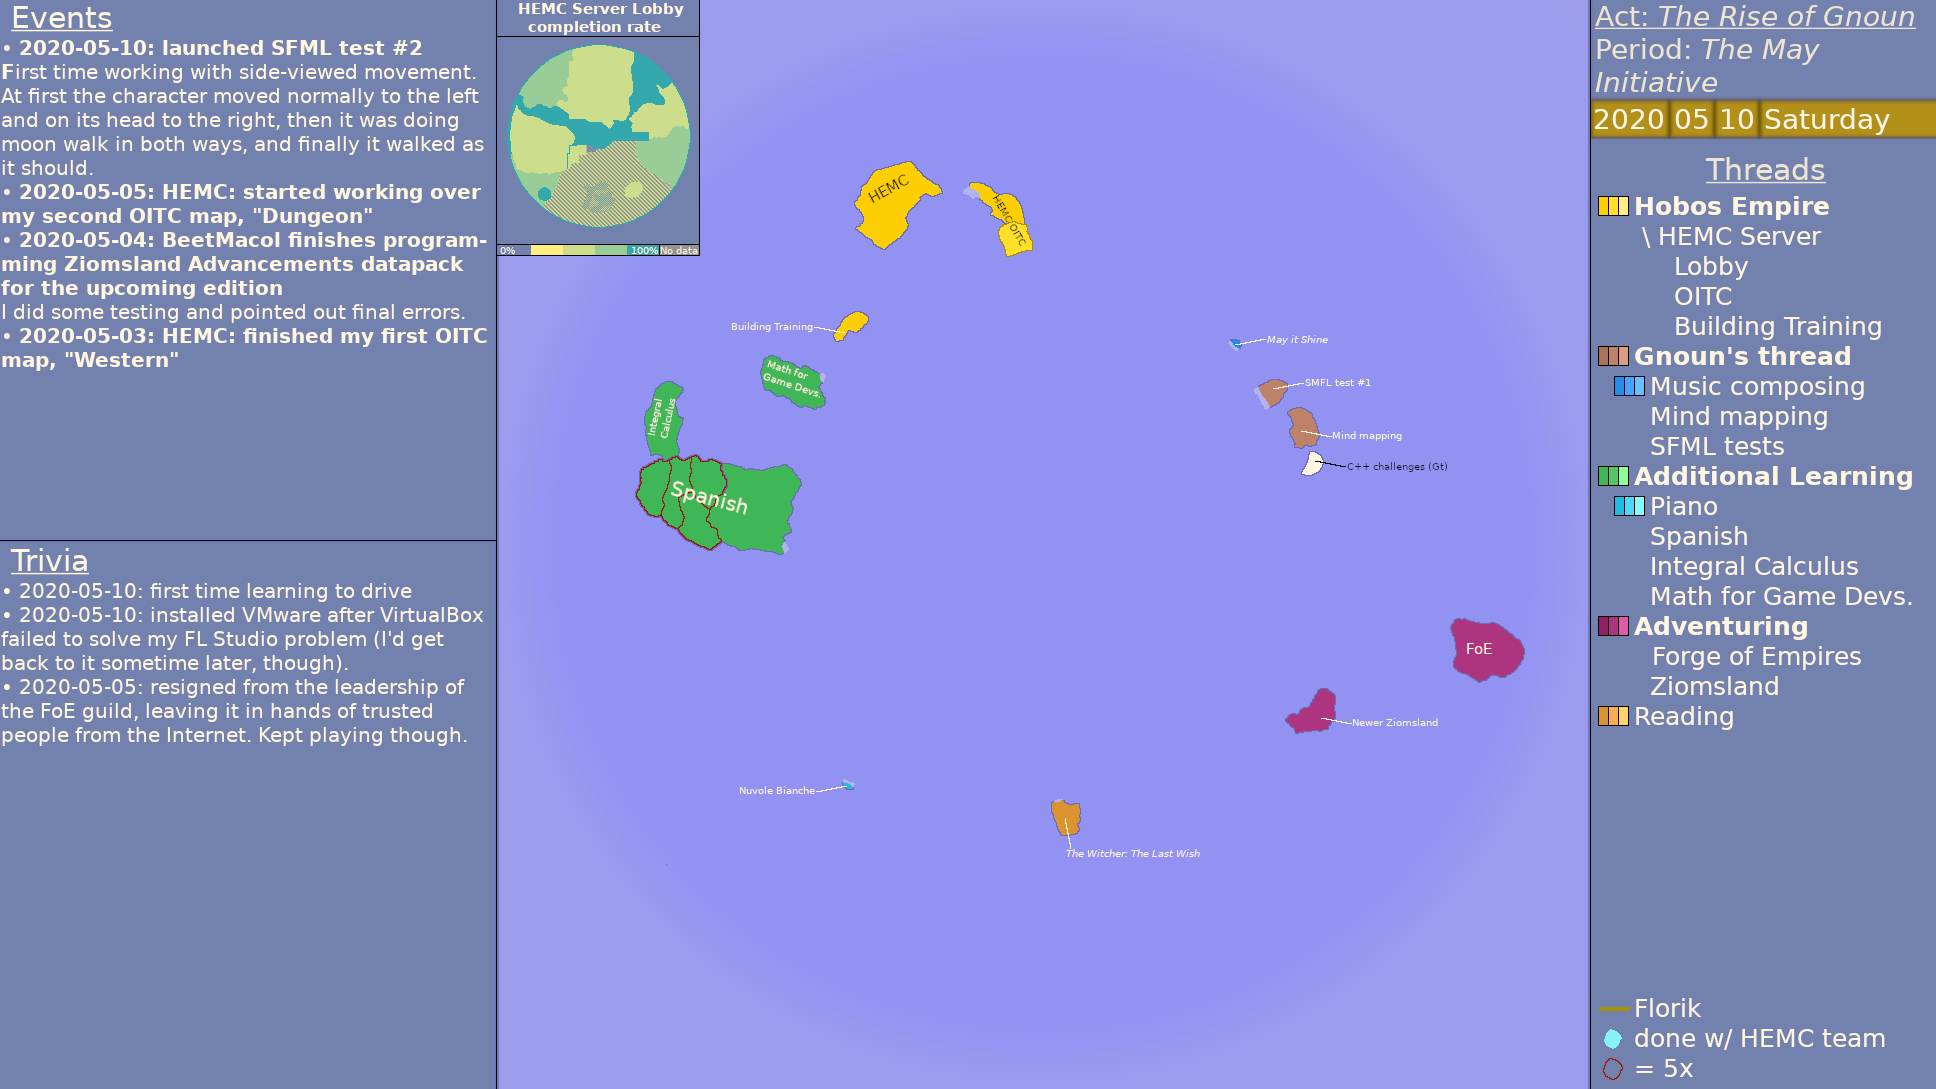 Events
• 2020-05-10: launched SFML test #2
First time working with side-viewed movement.
At first the character moved normally to the left
and on its head to the right, then it was doing
moon walk in both ways, and finally it walked as
it should.
• 2020-05-05: HEMC: started working over
my second OITC map, "Dungeon"
• 2020-05-04: BeetMacol finishes program-
ming Ziomsland Advancements datapack
for the upcoming edition
I did some testing and pointed out final errors.
• 2020-05-03: HEMC: finished my first OITC
map, "Western"
Trivia
• 2020-05-10: first time learning to drive
• 2020-05-10: installed VMware after VirtualBox
failed to solve my FL Studio problem (I'd get
back to it sometime later, though).
• 2020-05-05: resigned from the leadership of
the FoE guild, leaving it in hands of trusted
people from the Internet. Kept playing though.
HEMC Server Lobby
completion rate
0% 100% No data
HEMC
HEMC
OITC
Building Training
Math for
Game Devs.
Integral
Calculus
Spanish
May it Shine
SMFL test #1
Mind mapping
C++ challenges (Gt)
FoE
Newer Ziomsland
Nuvole Bianche
The Witcher: The Last Wish
Act: The Rise of Gnoun
Period: The May
Initiative
2020 05 10 Saturday
Threads
Hobos Empire
\ HEMC Server
Lobby
OITC
Building Training
Gnoun's thread
Music composing
Mind mapping
SFML tests
Additional Learning
Piano
Spanish
Integral Calculus
Math for Game Devs.
Adventuring
Forge of Empires
Ziomsland
Reading
Florik
done w/ HEMC team
= 5x